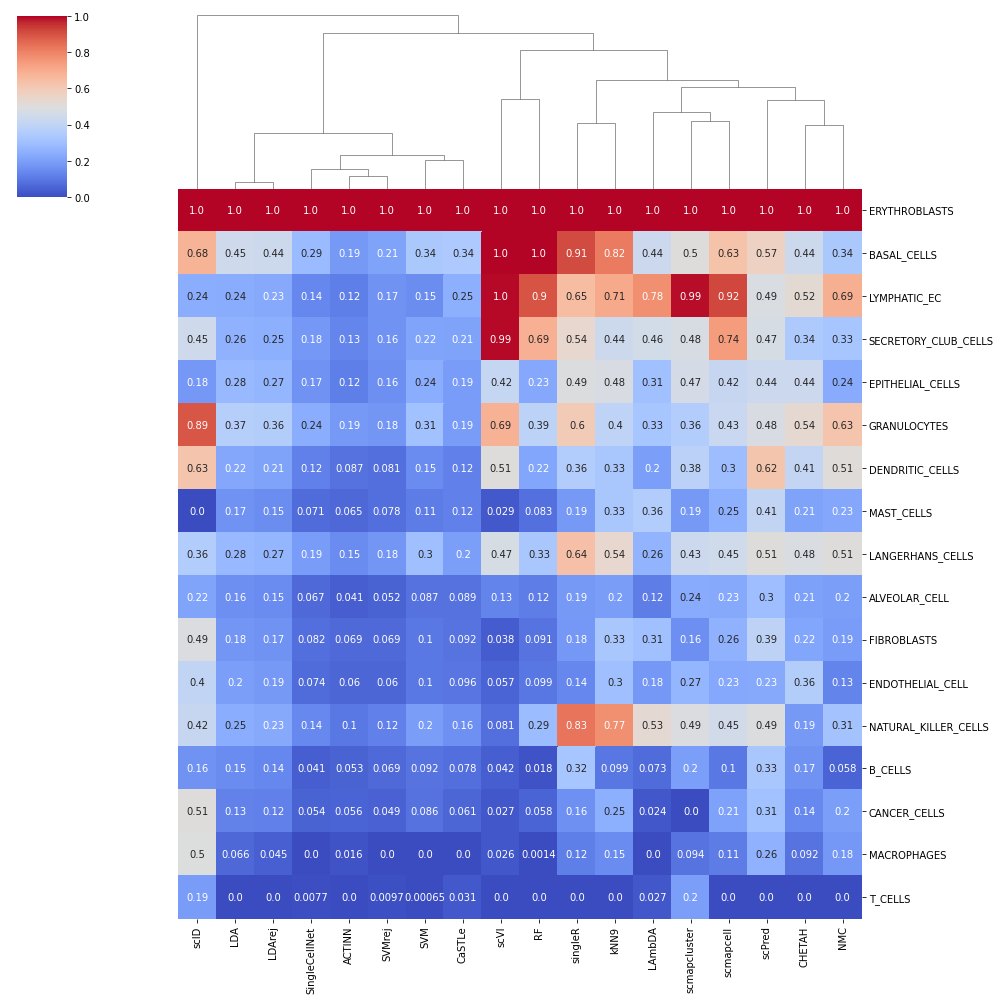 1.0
0.8
0.6
0.4
0.2
0.0
1.0 1.0 1.0 1.0 1.0 1.0 1.0 1.0 1.0 1.0 1.0 1.0 1.0 1.0 1.0 1.0 1.0 1.0 ERYTHROBLASTS
0.68 0.45 0.44 0.29 0.19 0.21 0.34 0.34 1.0 1.0 0.91 0.82 0.44 0.5 0.63 0.57 0.44 0.34 BASAL_CELLS
0.24 0.24 0.23 0.14 0.12 0.17 0.15 0.25 1.0 0.9 0.65 0.71 0.78 0.99 0.92 0.49 0.52 0.69 LYMPHATIC_EC
0.45 0.26 0.25 0.18 0.13 0.16 0.22 0.21 0.99 0.69 0.54 0.44 0.46 0.48 0.74 0.47 0.34 0.33 SECRETORY_CLUB_CELLS
0.18 0.28 0.27 0.17 0.12 0.16 0.24 0.19 0.42 0.23 0.49 0.48 0.31 0.47 0.42 0.44 0.44 0.24 EPITHELIAL_CELLS
0.89 0.37 0.36 0.24 0.19 0.18 0.31 0.19 0.69 0.39 0.6 0.4 0.33 0.36 0.43 0.48 0.54 0.63 GRANULOCYTES
0.63 0.22 0.21 0.12 0.087 0.081 0.15 0.12 0.51 0.22 0.36 0.33 0.2 0.38 0.3 0.62 0.41 0.51 DENDRITIC_CELLS
0.0 0.17 0.15 0.071 0.065 0.078 0.11 0.12 0.029 0.083 0.19 0.33 0.36 0.19 0.25 0.41 0.21 0.23 MAST_CELLS
0.36 0.28 0.27 0.19 0.15 0.18 0.3 0.2 0.47 0.33 0.64 0.54 0.26 0.43 0.45 0.51 0.48 0.51 LANGERHANS_CELLS
0.22 0.16 0.15 0.067 0.041 0.052 0.087 0.089 0.13 0.12 0.19 0.2 0.12 0.24 0.23 0.3 0.21 0.2 ALVEOLAR_CELL
0.49 0.18 0.17 0.082 0.069 0.069 0.1 0.092 0.038 0.091 0.18 0.33 0.31 0.16 0.26 0.39 0.22 0.19 FIBROBLASTS
0.4 0.2 0.19 0.074 0.06 0.06 0.1 0.096 0.057 0.099 0.14 0.3 0.18 0.27 0.23 0.23 0.36 0.13 ENDOTHELIAL_CELL
0.42 0.25 0.23 0.14 0.1 0.12 0.2 0.16 0.081 0.29 0.83 0.77 0.53 0.49 0.45 0.49 0.19 0.31 NATURAL_KILLER_CELLS
0.16 0.15 0.14 0.041 0.053 0.069 0.092 0.078 0.042 0.018 0.32 0.099 0.073 0.2 0.1 0.33 0.17 0.058 B_CELLS
0.51 0.13 0.12 0.054 0.056 0.049 0.086 0.061 0.027 0.058 0.16 0.25 0.024 0.0 0.21 0.31 0.14 0.2 CANCER_CELLS
0.5 0.066 0.045 0.0 0.016 0.0 0.0 0.0 0.026 0.0014 0.12 0.15 0.0 0.094 0.11 0.26 0.092 0.18 MACROPHAGES
0.19 0.0 0.0 0.0077 0.0 0.0097 0.00065 0.031 0.0 0.0 0.0 0.0 0.027 0.2 0.0 0.0 0.0 0.0 T_CELLS
scID
LDA
LDArej
SingleCellNet
ACTINN
SVMrej
SVM
CaSTLe
scVI
RF
singleR
kNN9
LAmbDA
scmapcluster
scmapcell
scPred
CHETAH
NMC